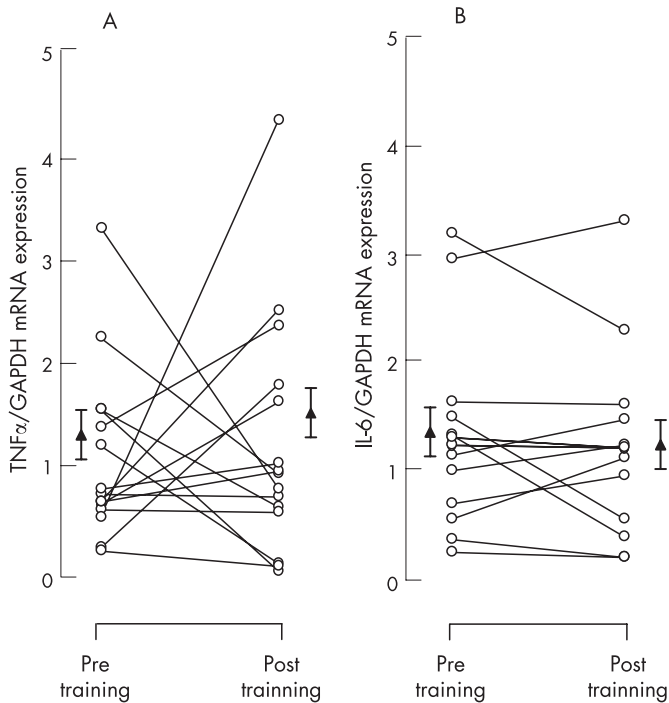 A
TNFα/GAPDH mRNA expression
5
4
3
2
1
0
Pre
training
Post
trainning
B
IL-6/GAPDH mRNA expression
5
4
3
2
1
0
Pre
training
Post
trainning